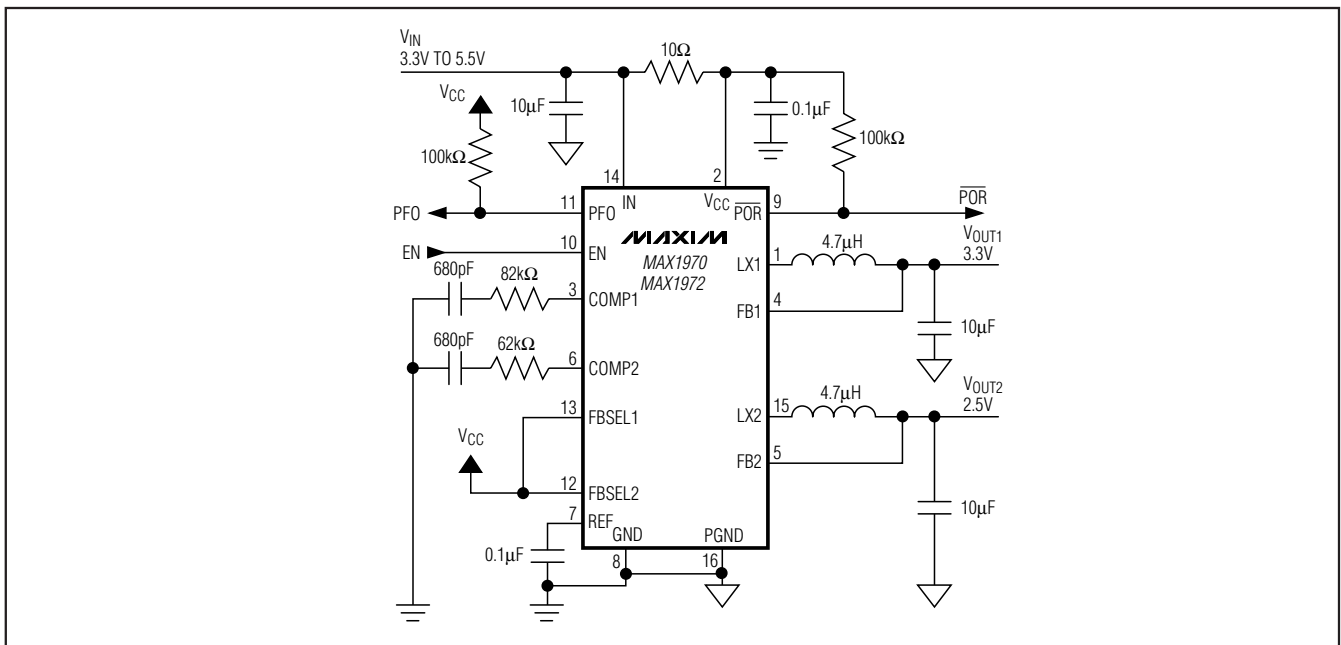 VIN
3.3V TO 5.5V
10Ω
VCC
10µF
0.1µF
100kΩ
100kΩ
14
2
IN
VCC
POR
9
POR
PFO
11
PFO
MAXIM
MAX1970
MAX1972
EN
10
EN
LX1
1
4.7µH
VOUT1
3.3V
680pF
82kΩ
3
COMP1
FB1
4
10µF
680pF
62kΩ
6
COMP2
VOUT2
2.5V
4.7µH
LX2
15
13
FBSEL1
VCC
FB2
5
12
FBSEL2
10µF
7
REF
GND
PGND
0.1µF
8
16